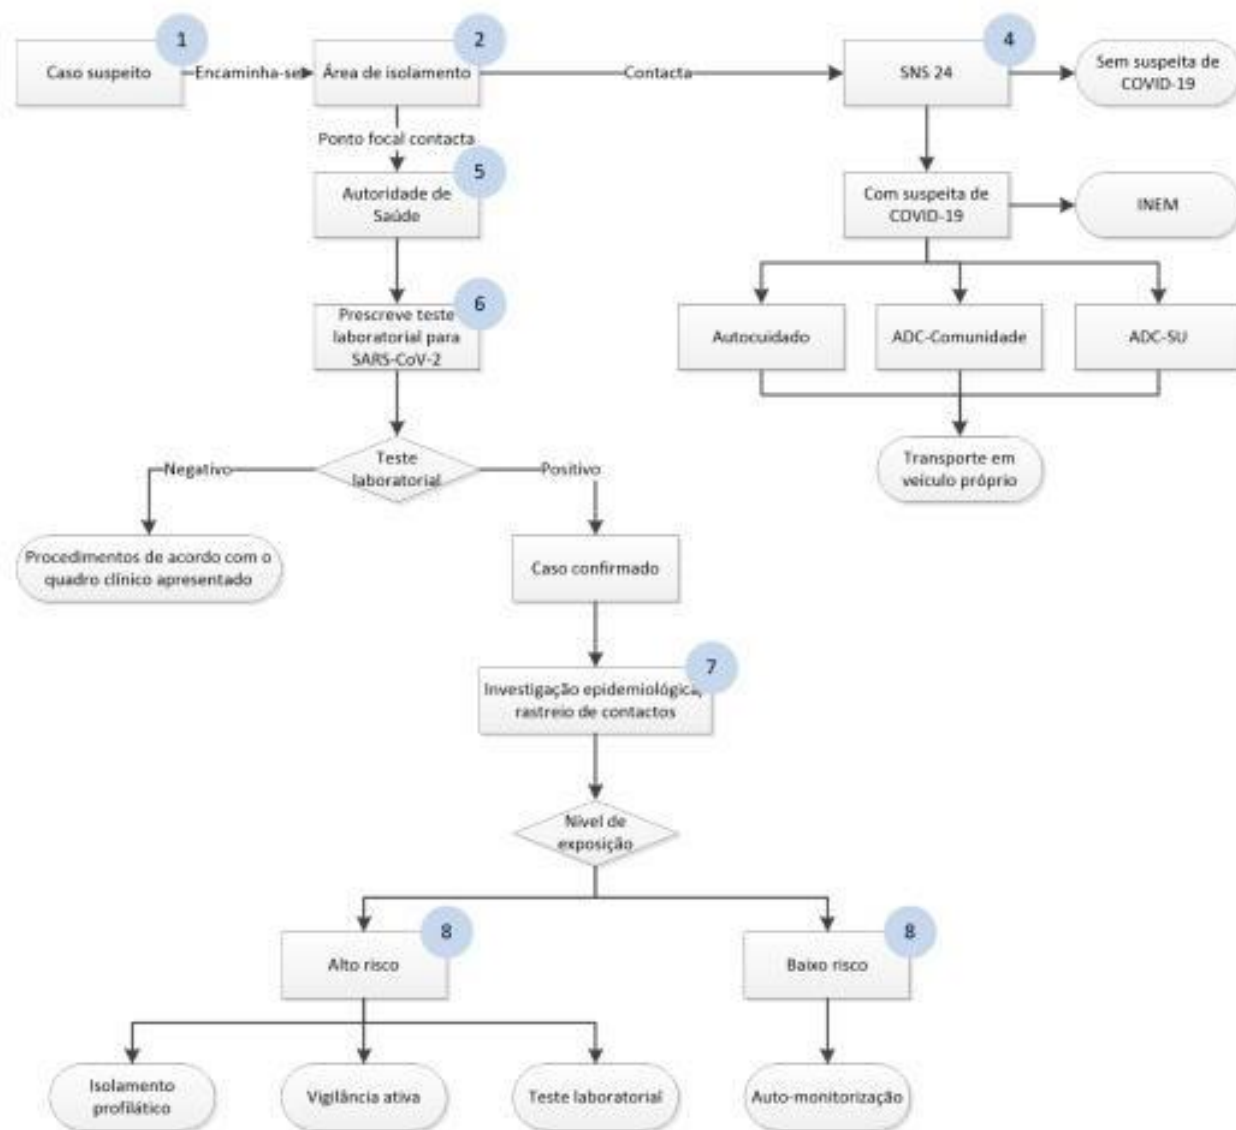 1
2
4
Caso suspeito
Encaminha-se
Área de isolamento
Contacta
SNS 24
Sem suspeita de
COVID-19
Ponto focal contacta
5
Autoridade de
Saúde
Com suspeita de
COVID-19
INEM
6
Prescreve teste
laboratorial para
SARS-CoV-2
Autocuidado
ADC-Comunidade
ADC-SU
Negativo
Teste
laboratorial
Positivo
Transporte em
veículo próprio
Procedimentos de acordo com o
quadro clínico apresentado
Caso confirmado
7
Investigação epidemiológica,
rastreio de contactos
Nível de
exposição
8
8
Alto risco
Baixo risco
Isolamento
profilático
Vigilância ativa
Teste laboratorial
Auto-monitorização